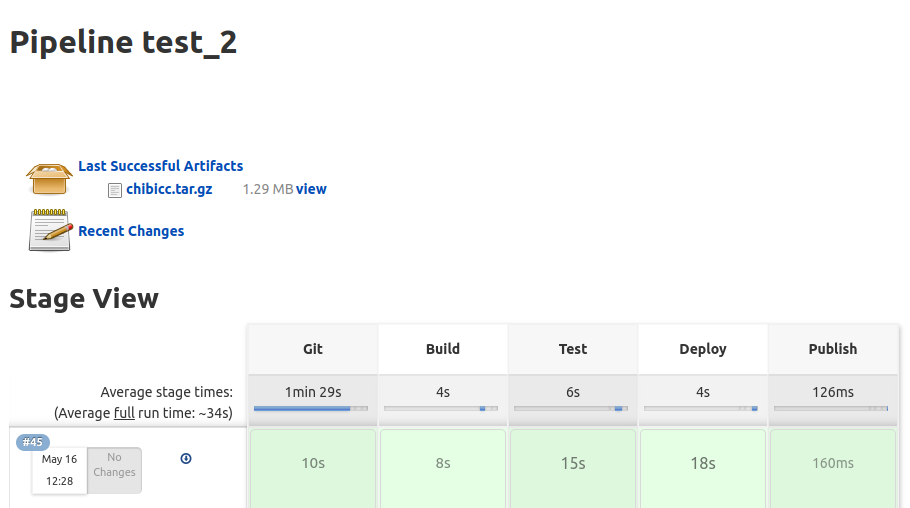 Pipeline test_2
Last Successful Artifacts
chibicc.tar.gz 1.29 MB view
Recent Changes
Stage View
Git Build Test Deploy Publish
Average stage times: 1min 29s 4s 6s 4s 126ms
(Average full run time: ~34s)
#45
May 16 No
12:28 Changes
10s 8s 15s 18s 160ms